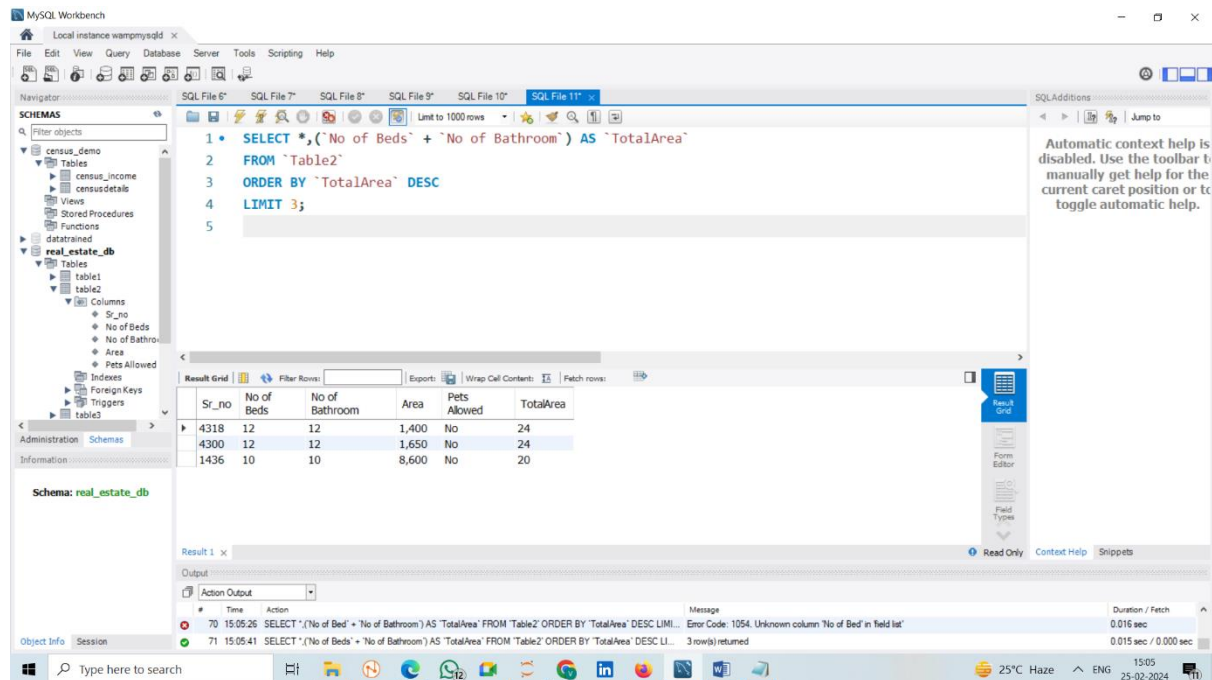 MySQL Workbench
Local instance wampmysqld ×
File Edit View Query Database Server Tools Scripting Help
Navigator
SCHEMAS
Filter objects
census_demo
Tables
census_income
censusdetails
Views
Stored Procedures
Functions
datatrained
real_estate_db
Tables
table1
table2
Columns
Sr_no
No of Beds
No of Bathro
Area
Pets Allowed
Indexes
Foreign Keys
Triggers
table3
Administration Schemas
Information
Schema: real_estate_db
Object Info Session
SQL File 6* SQL File 7* SQL File 8* SQL File 9* SQL File 10* SQL File 11* ×
Limit to 1000 rows
1 SELECT *,(`No of Beds` + `No of Bathroom`) AS `TotalArea`
2 FROM `Table2`
3 ORDER BY `TotalArea` DESC
4 LIMIT 3;
5
Result Grid Filter Rows: Export: Wrap Cell Content: Fetch rows:
Sr_no No of Beds No of Bathroom Area Pets Allowed TotalArea
4318 12 12 1,400 No 24
4300 12 12 1,650 No 24
1436 10 10 8,600 No 20
Result Grid
Form Editor
Field Types
Result 1 × Read Only
SQLAdditions
Jump to
Automatic context help is
disabled. Use the toolbar t
manually get help for the
current caret position or to
toggle automatic help.
Context Help Snippets
Output
Action Output
# Time Action Message Duration / Fetch
70 15:05:26 SELECT *,(`No of Bed` + `No of Bathroom`) AS `TotalArea` FROM `Table2` ORDER BY `TotalArea` DESC LIMI... Error Code: 1054. Unknown column 'No of Bed' in 'field list' 0.016 sec
71 15:05:41 SELECT *,(`No of Beds` + `No of Bathroom`) AS `TotalArea` FROM `Table2` ORDER BY `TotalArea` DESC LI... 3 row(s) returned 0.015 sec / 0.000 sec
Type here to search
25°C Haze ENG 15:05
25-02-2024